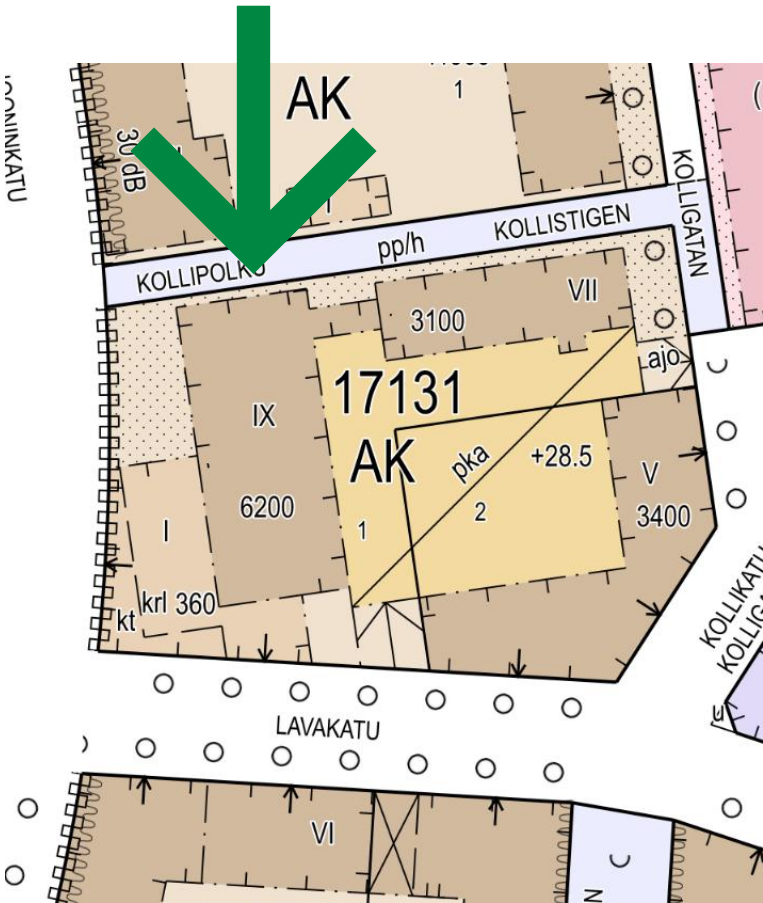 AK
1
30 dB
I
KOLLIPOLKU
pp/h
KOLLISTIGEN
KOLLIGATAN
VII
3100
ajo
17131
AK
IX
6200
pka
+28.5
1
2
V
3400
I
krl 360
kt
LAVAKATU
KOLLIKATU
VI
N